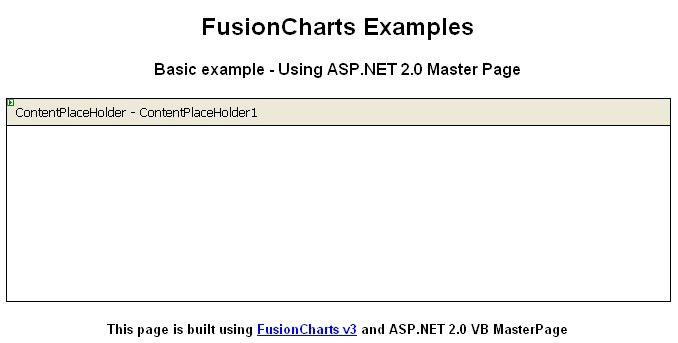 FusionCharts Examples
Basic example - Using ASP.NET 2.0 Master Page
ContentPlaceHolder - ContentPlaceHolder1
This page is built using FusionCharts v3 and ASP.NET 2.0 VB MasterPage